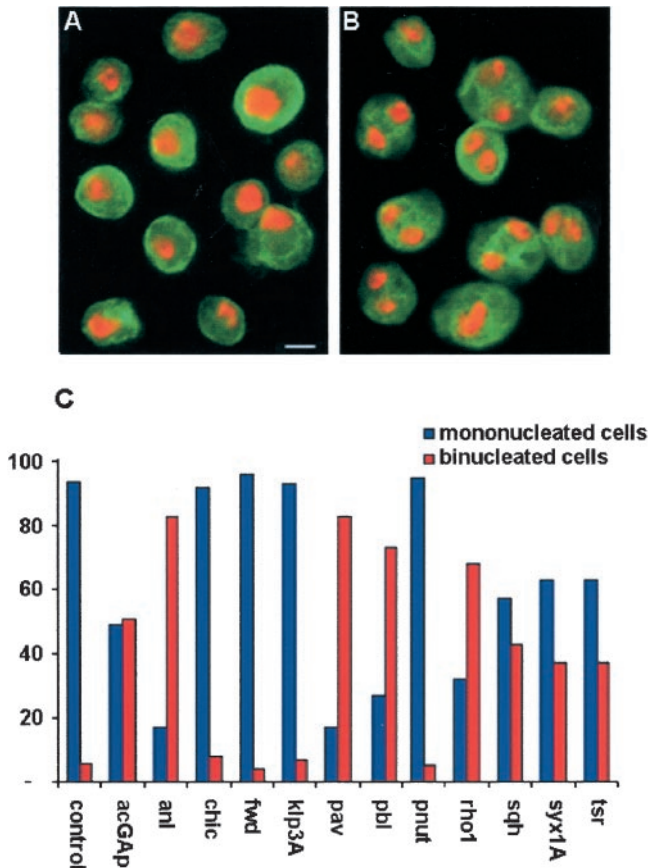 A
B
C
mononucleated cells
binucleated cells
100
80
60
40
20
-
control
acGAp
anl
chic
fwd
klp3A
pav
pbl
pnut
rho1
sqh
syx1A
tsr